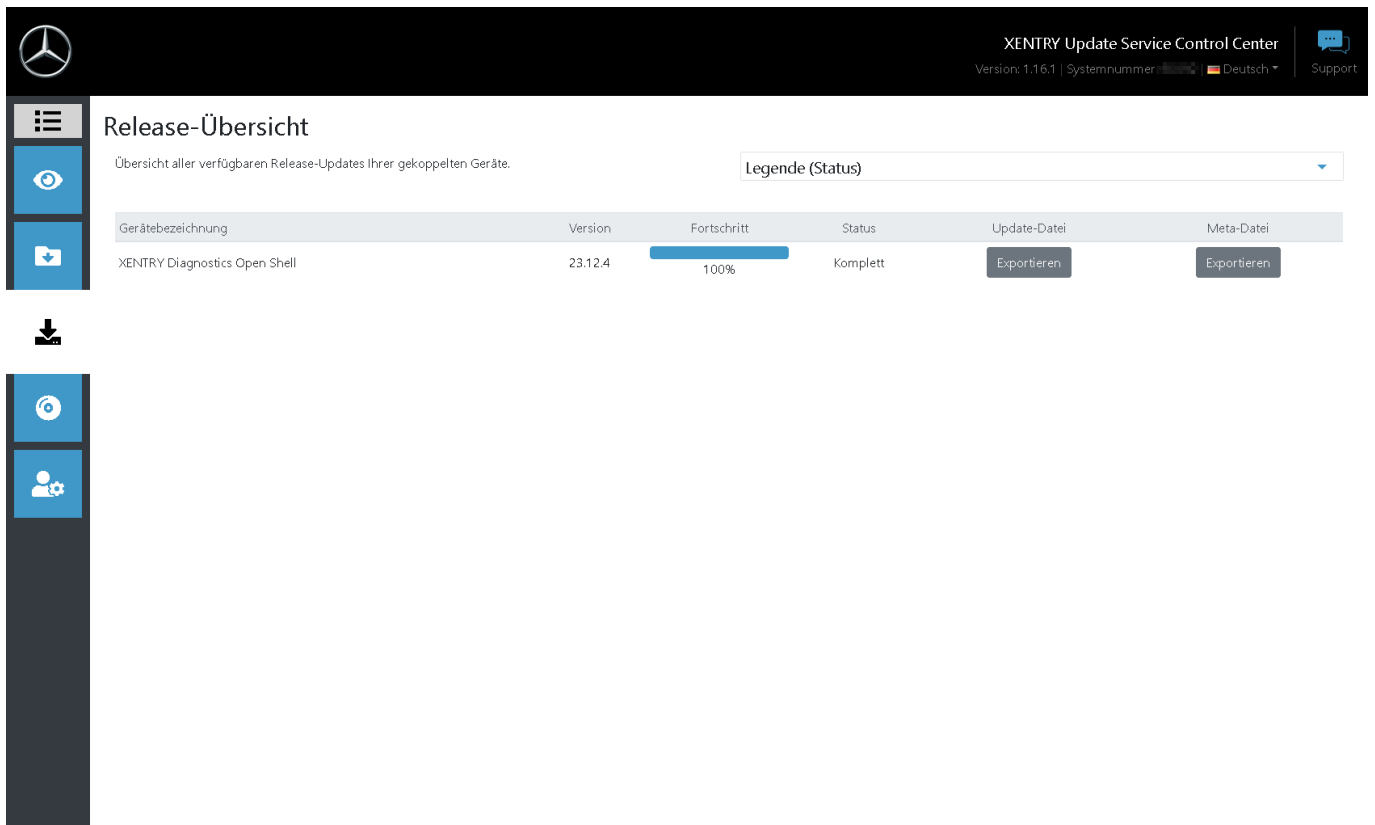 XENTRY Update Service Control Center
Version: 1.16.1 | Systemnummer | Deutsch
Support
Release-Übersicht
Übersicht aller verfügbaren Release-Updates Ihrer gekoppelten Geräte.
Legende (Status)
Gerätebezeichnung Version Fortschritt Status Update-Datei Meta-Datei
XENTRY Diagnostics Open Shell 23.12.4 100% Komplett Exportieren Exportieren